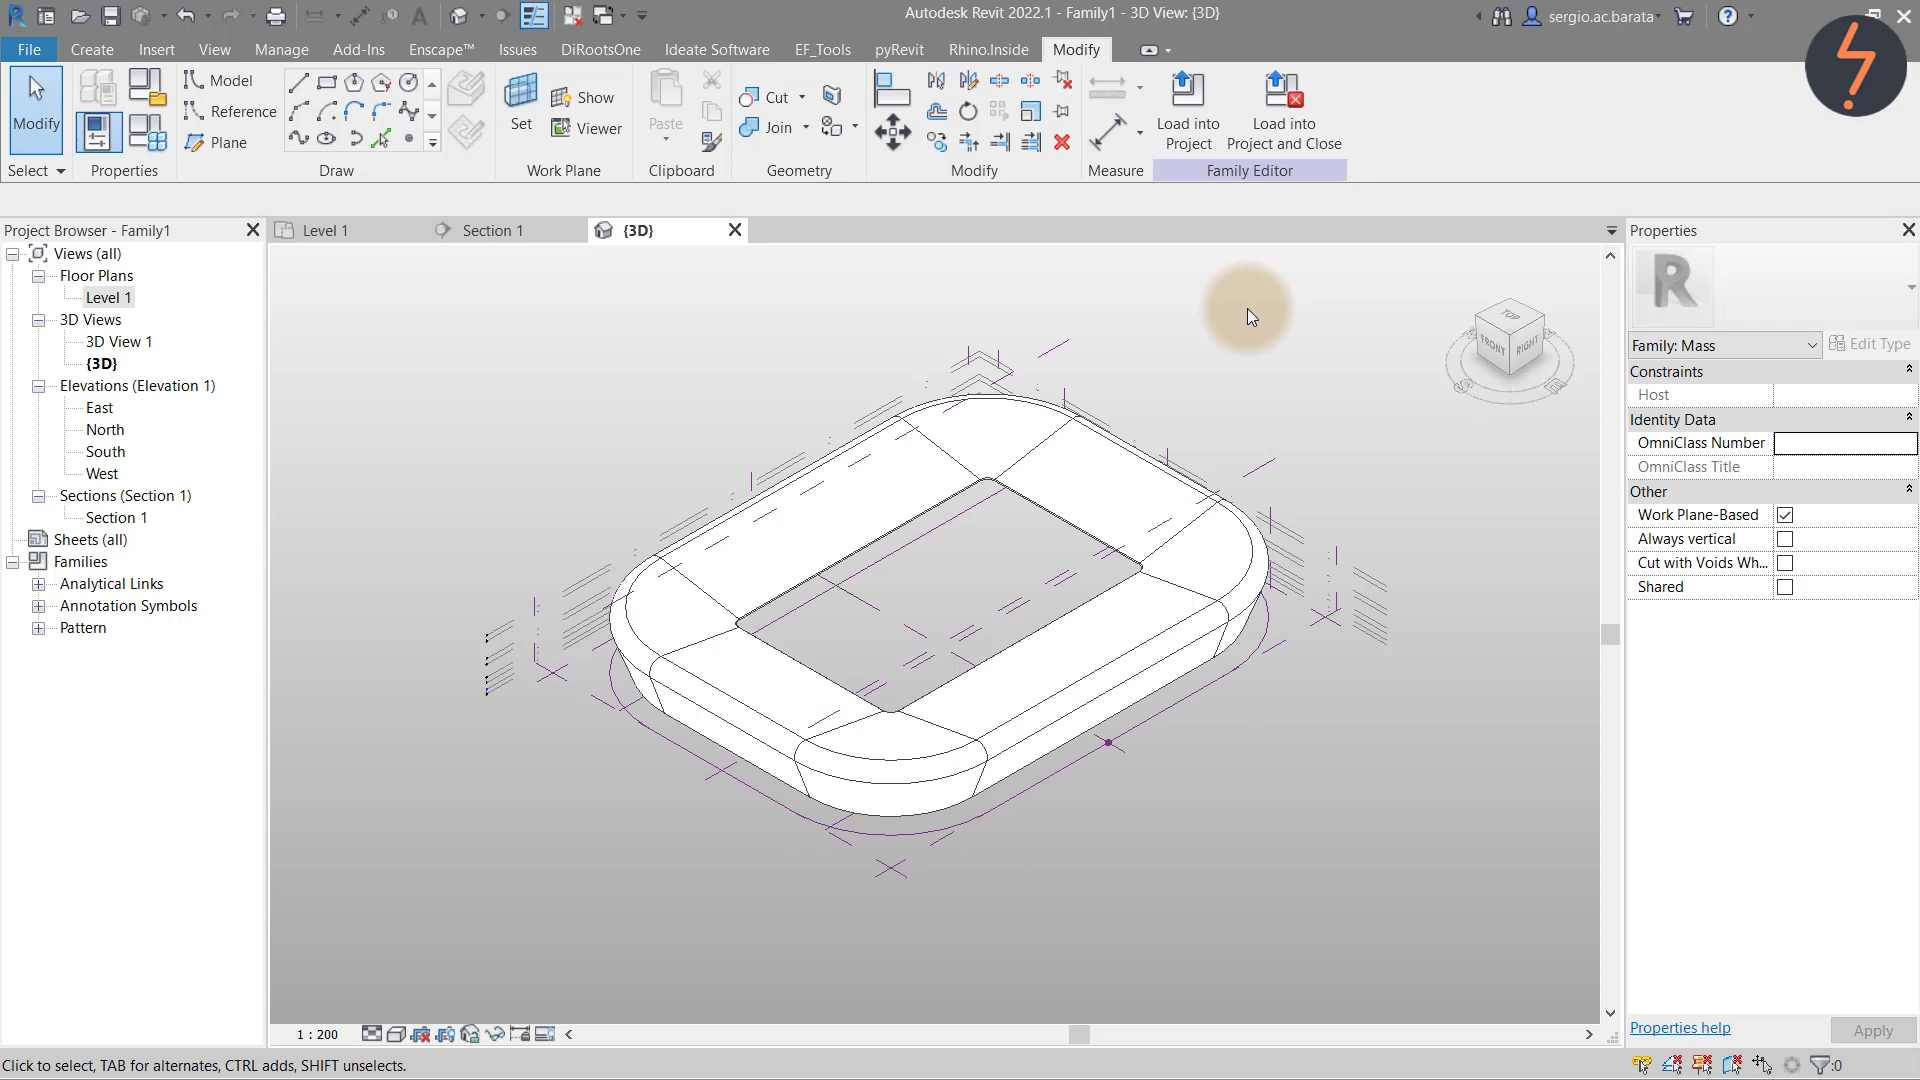 Autodesk Revit 2022.1 - Family1 - 3D View: {3D}
sergio.ac.barata
File
Create
Insert
View
Manage
Add-Ins
Enscape™
Issues
DiRootsOne
Ideate Software
EF_Tools
pyRevit
Rhino.Inside
Modify
Modify
Model
Reference
Plane
Set
Show
Viewer
Paste
Cut
Join
Load into
Project
Load into
Project and Close
Select
Properties
Draw
Work Plane
Clipboard
Geometry
Modify
Measure
Family Editor
Project Browser - Family1
Level 1
Section 1
{3D}
Properties
Views (all)
Floor Plans
Level 1
3D Views
3D View 1
{3D}
Elevations (Elevation 1)
East
North
South
West
Sections (Section 1)
Section 1
Sheets (all)
Families
Analytical Links
Annotation Symbols
Pattern
TOP
FRONT
RIGHT
S
E
R
Family: Mass
Edit Type
Constraints
Host
Identity Data
OmniClass Number
OmniClass Title
Other
Work Plane-Based
Always vertical
Cut with Voids Wh...
Shared
Properties help
Apply
1 : 200
Click to select, TAB for alternates, CTRL adds, SHIFT unselects.
:0